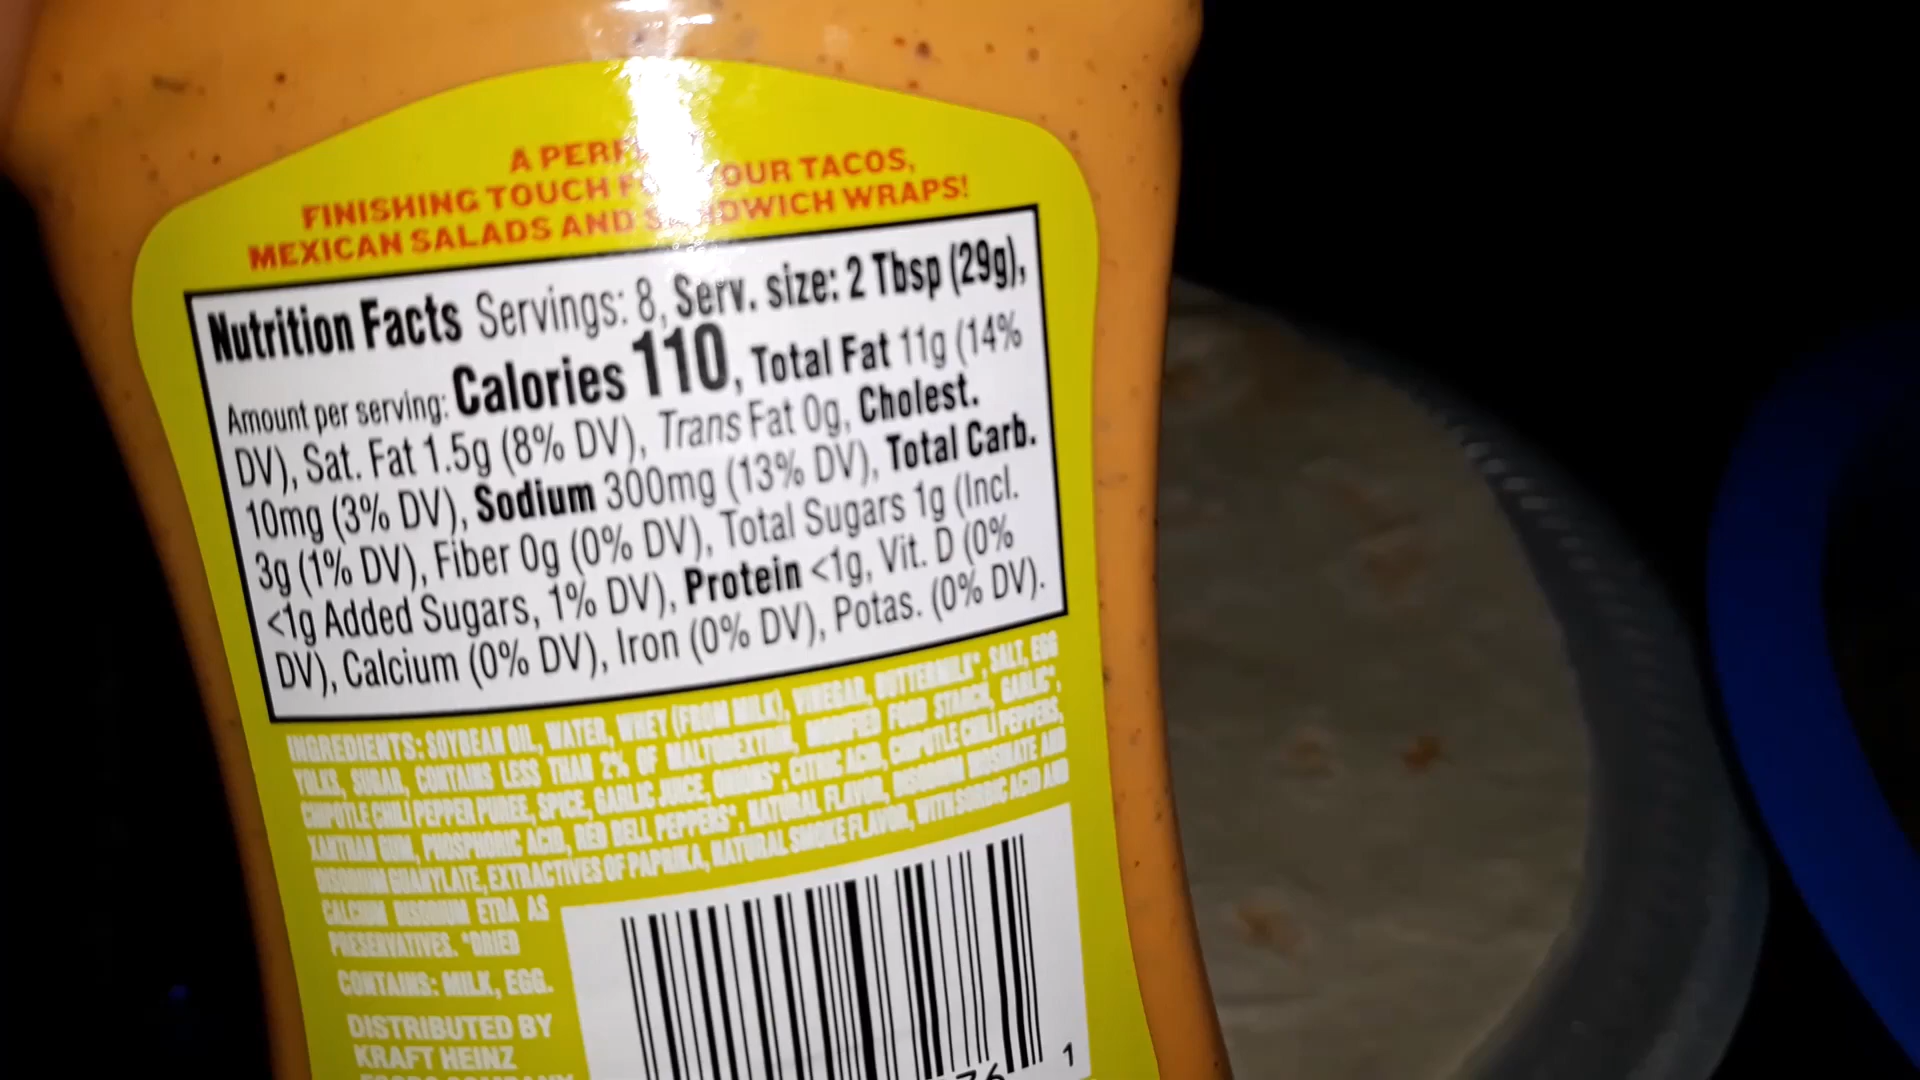 A PERF
FINISHING TOUCH F OUR TACOS,
MEXICAN SALADS AND S NDWICH WRAPS!
Nutrition Facts Servings: 8, Serv. size: 2 Tbsp (29g),
Amount per serving: Calories 110, Total Fat 11g (14%
DV), Sat. Fat 1.5g (8% DV), Trans Fat 0g, Cholest.
10mg (3% DV), Sodium 300mg (13% DV), Total Carb.
3g (1% DV), Fiber 0g (0% DV), Total Sugars 1g (Incl.
<1g Added Sugars, 1% DV), Protein <1g, Vit. D (0%
DV), Calcium (0% DV), Iron (0% DV), Potas. (0% DV).
INGREDIENTS: SOYBEAN OIL, WATER, WHEY (FROM MILK), VINEGAR, BUTTERMILK*, SALT, EGG
YOLKS, SUGAR, CONTAINS LESS THAN 2% OF MALTODEXTRIN, MODIFIED FOOD STARCH, GARLIC*,
CHIPOTLE CHILI PEPPER PUREE, SPICE, GARLIC JUICE, ONIONS*, CITRIC ACID, CHIPOTLE CHILI PEPPERS,
XANTHAN GUM, PHOSPHORIC ACID, RED BELL PEPPERS*, NATURAL FLAVOR, DISODIUM INOSINATE AND
DISODIUM GUANYLATE, EXTRACTIVES OF PAPRIKA, NATURAL SMOKE FLAVOR, WITH SORBIC ACID AND
CALCIUM DISODIUM EDTA AS
PRESERVATIVES. *DRIED
CONTAINS: MILK, EGG.
DISTRIBUTED BY
KRAFT HEINZ
76 1